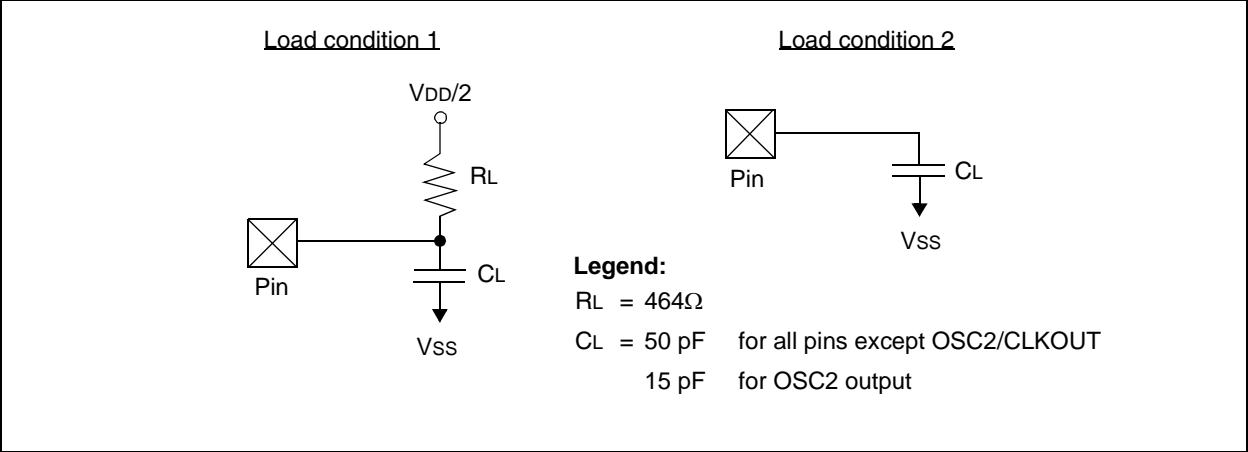 Load condition 1
VDD/2
RL
Pin
CL
VSS
Load condition 2
Pin
CL
VSS
Legend:
RL = 464Ω
CL = 50 pF for all pins except OSC2/CLKOUT
15 pF for OSC2 output